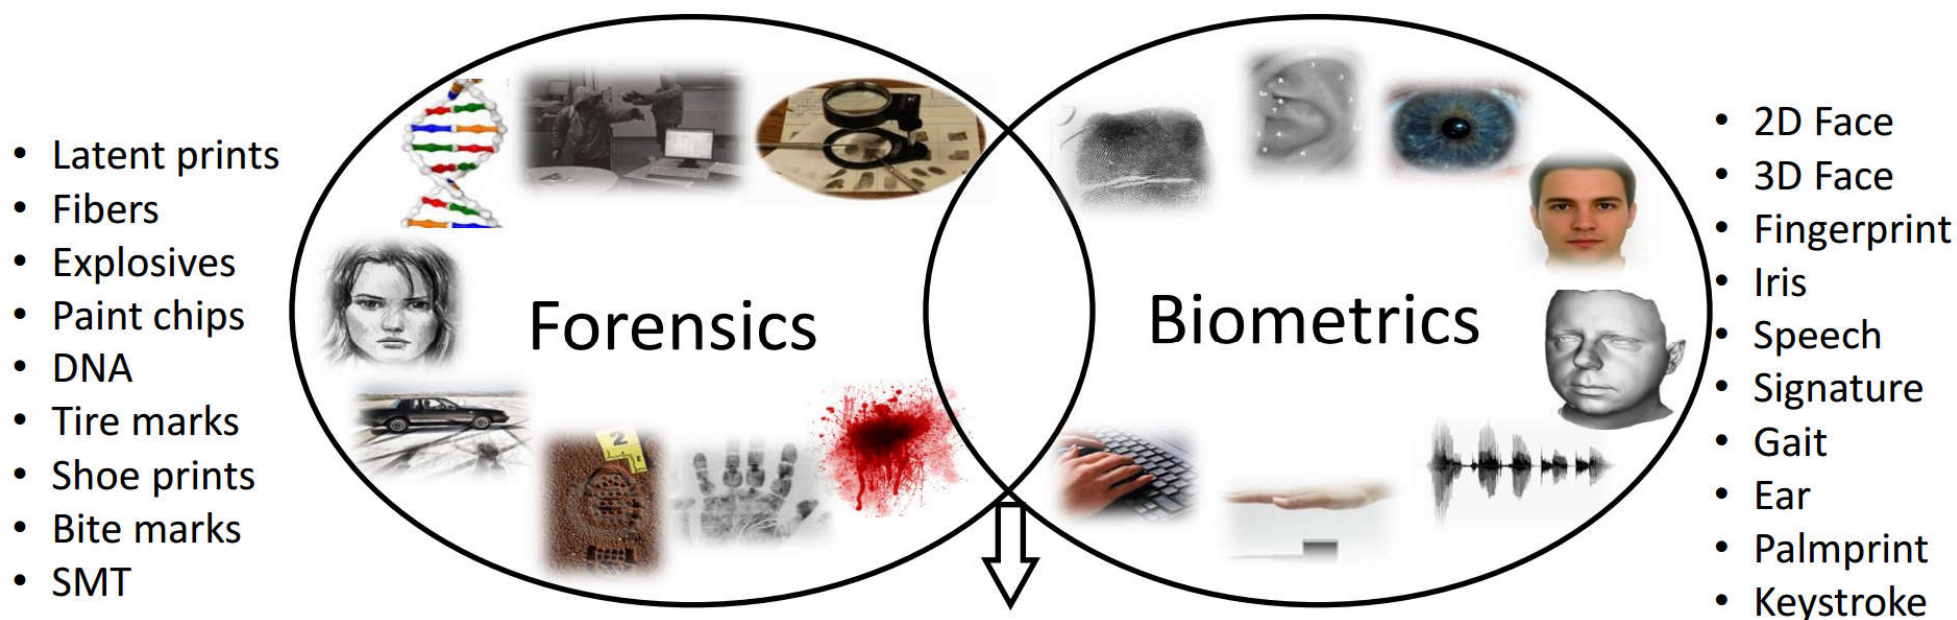 • Latent prints
• Fibers
• Explosives
• Paint chips
• DNA
• Tire marks
• Shoe prints
• Bite marks
• SMT
Forensics
2
Biometrics
• 2D Face
• 3D Face
• Fingerprint
• Iris
• Speech
• Signature
• Gait
• Ear
• Palmprint
• Keystroke